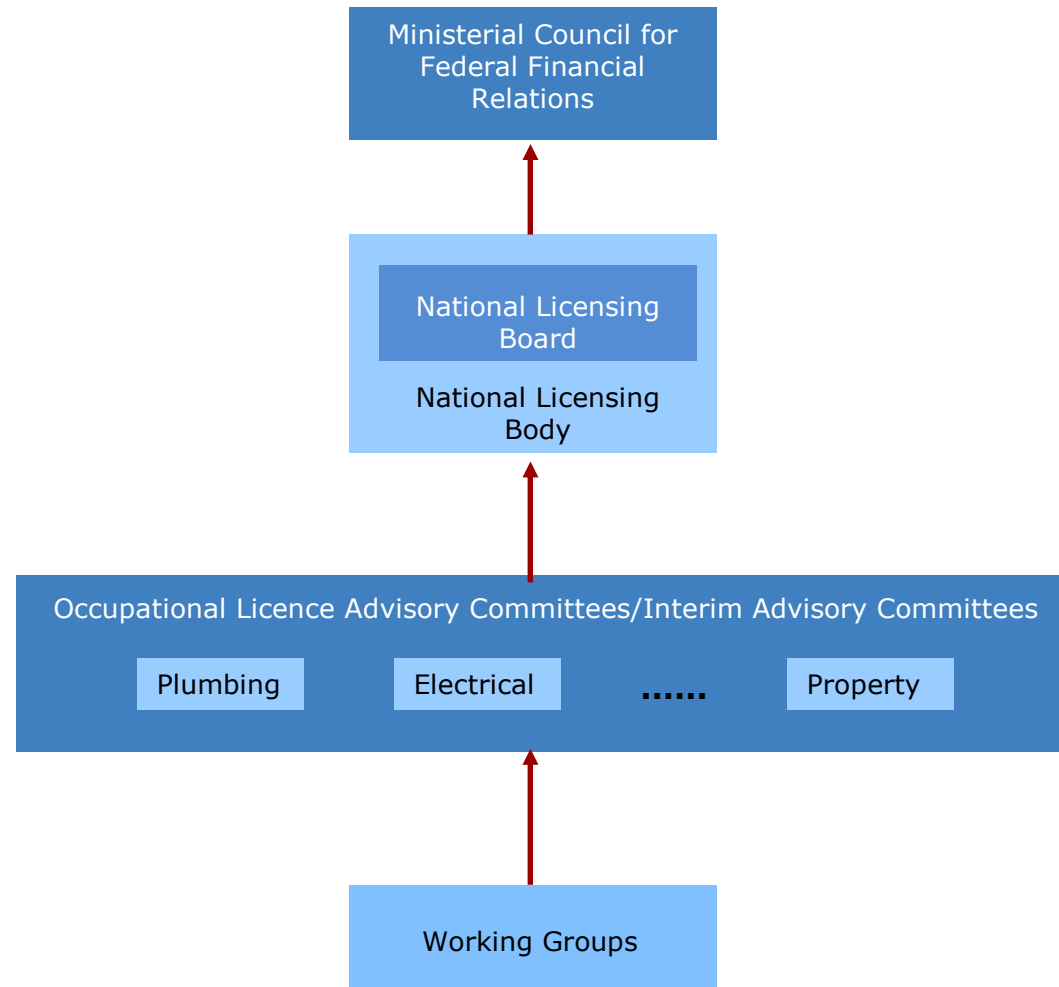 Ministerial Council for
Federal Financial
Relations
National Licensing
Board
National Licensing
Body
Occupational Licence Advisory Committees/Interim Advisory Committees
Plumbing
Electrical
......
Property
Working Groups